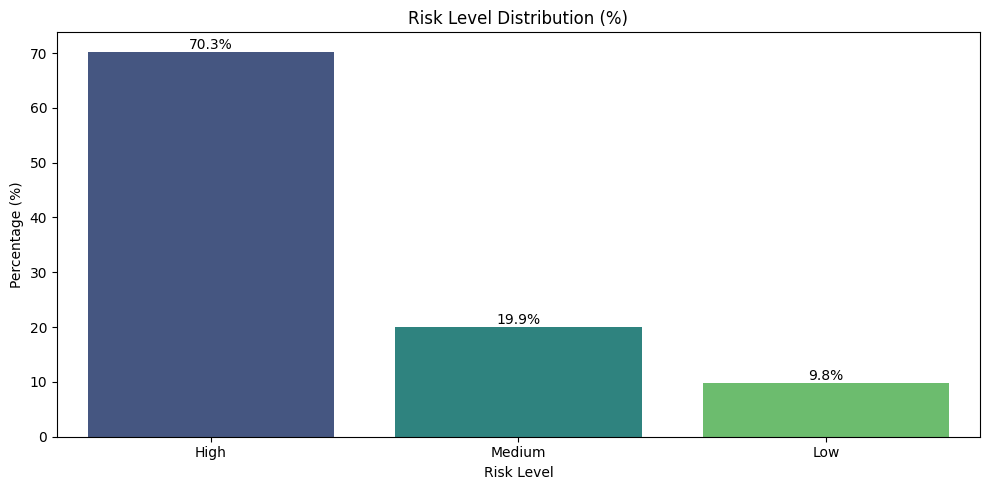 Risk Level Distribution (%)
Percentage (%)
70
60
50
40
30
20
10
0
70.3%
19.9%
9.8%
High
Medium
Low
Risk Level